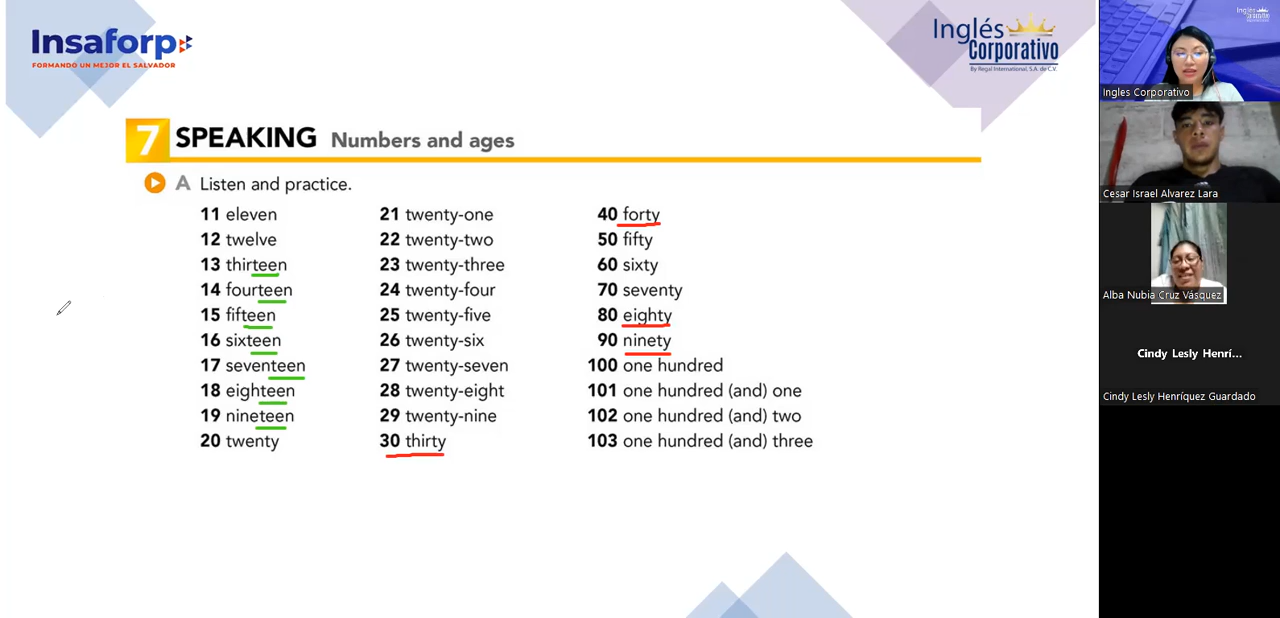 Insaforp
FORMANDO UN MEJOR EL SALVADOR
Inglés
Corporativo
By Regal International, S.A. de C.V.
7 SPEAKING Numbers and ages
A Listen and practice.
11 eleven
12 twelve
13 thirteen
14 fourteen
15 fifteen
16 sixteen
17 seventeen
18 eighteen
19 nineteen
20 twenty
21 twenty-one
22 twenty-two
23 twenty-three
24 twenty-four
25 twenty-five
26 twenty-six
27 twenty-seven
28 twenty-eight
29 twenty-nine
30 thirty
40 forty
50 fifty
60 sixty
70 seventy
80 eighty
90 ninety
100 one hundred
101 one hundred (and) one
102 one hundred (and) two
103 one hundred (and) three
Inglés
Corporativo
Ingles Corporativo
Cesar Israel Alvarez Lara
Alba Nubia Cruz Vásquez
Cindy Lesly Henrí...
Cindy Lesly Henríquez Guardado